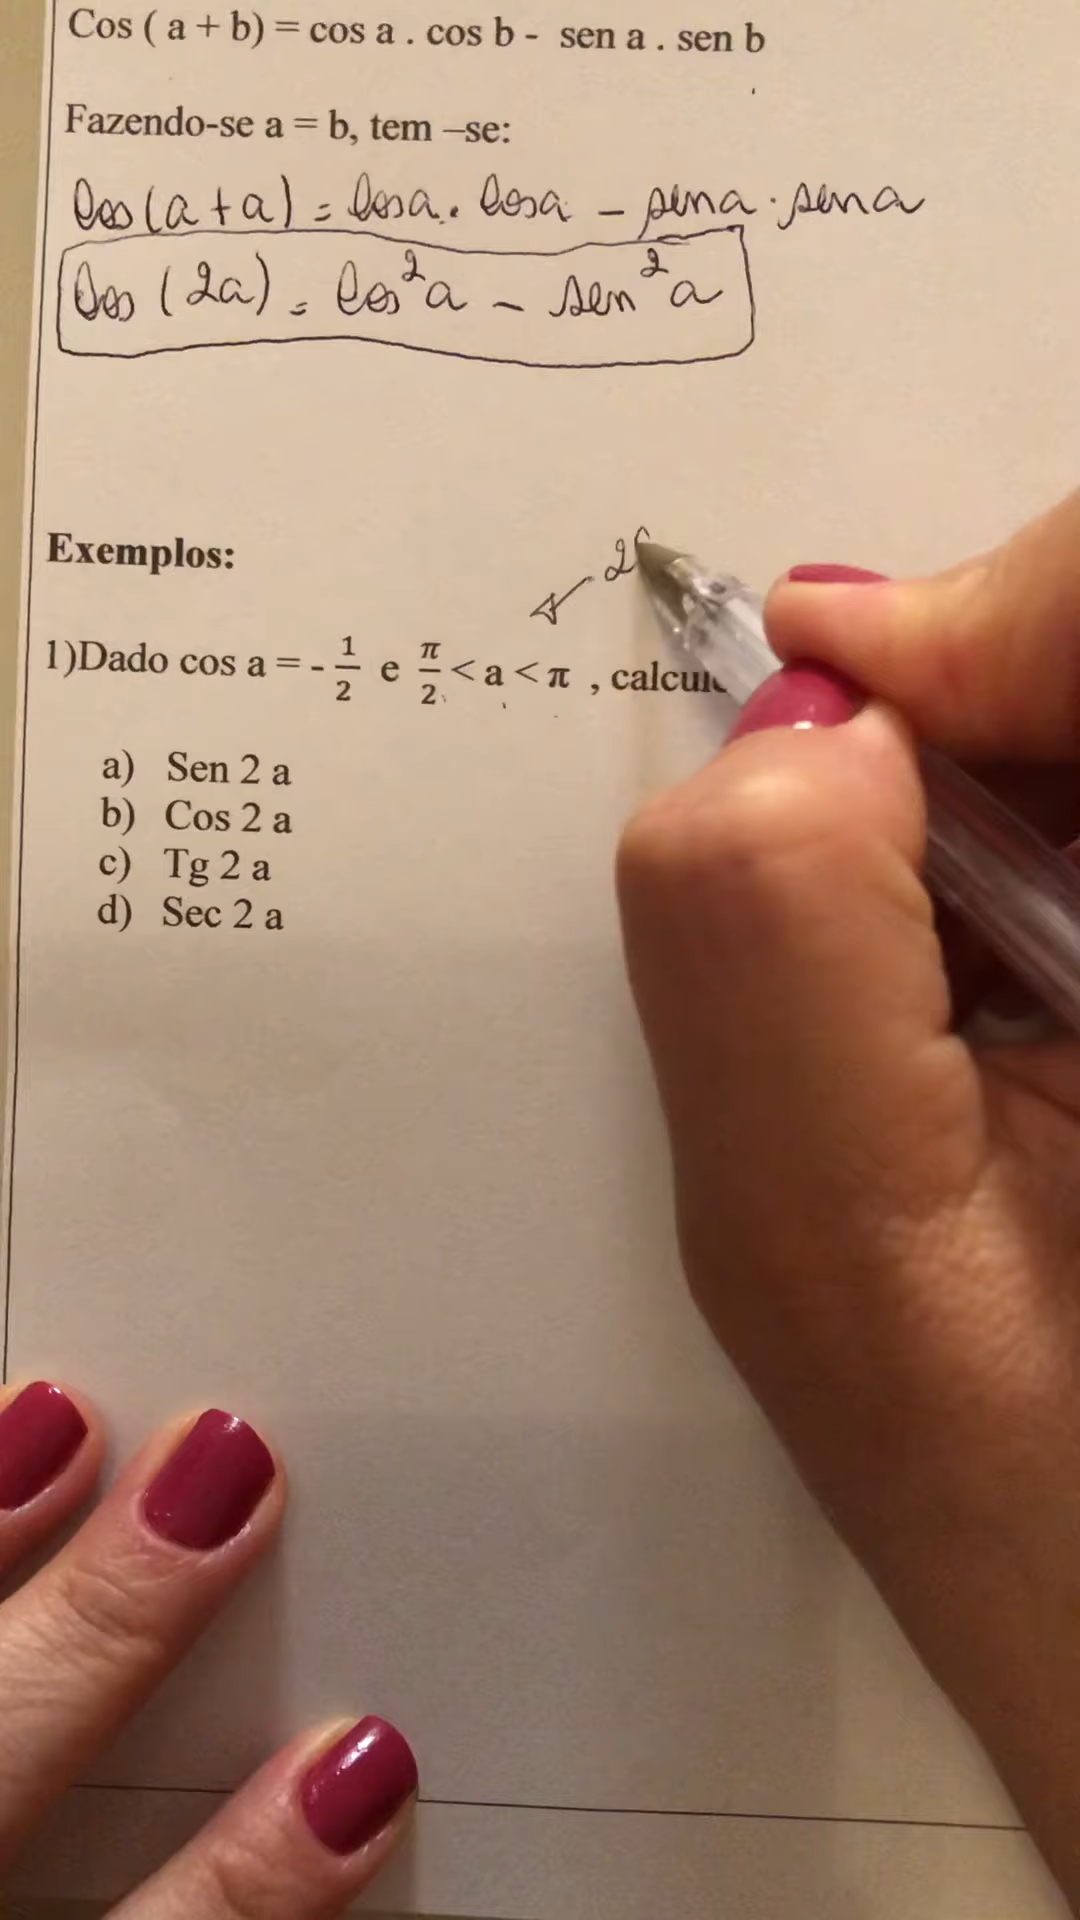 Cos ( a + b) = cos a . cos b - sen a . sen b
Fazendo-se a = b, tem –se:
Cos(a+a) = Cosa. Cosa - sena . sena
Cos (2a) = Cos²a - sen²a
Exemplos:
1)Dado cos a = - 1/2 e π/2 < a < π , calcule
a) Sen 2 a
b) Cos 2 a
c) Tg 2 a
d) Sec 2 a